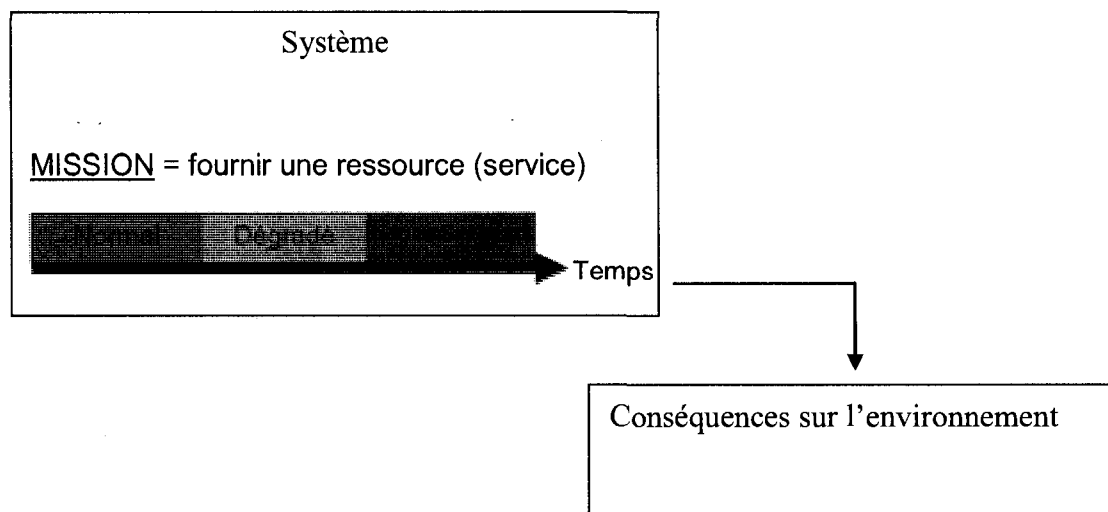 Système
MISSION = fournir une ressource (service)
Normal Dégradé
Temps
Conséquences sur l'environnement